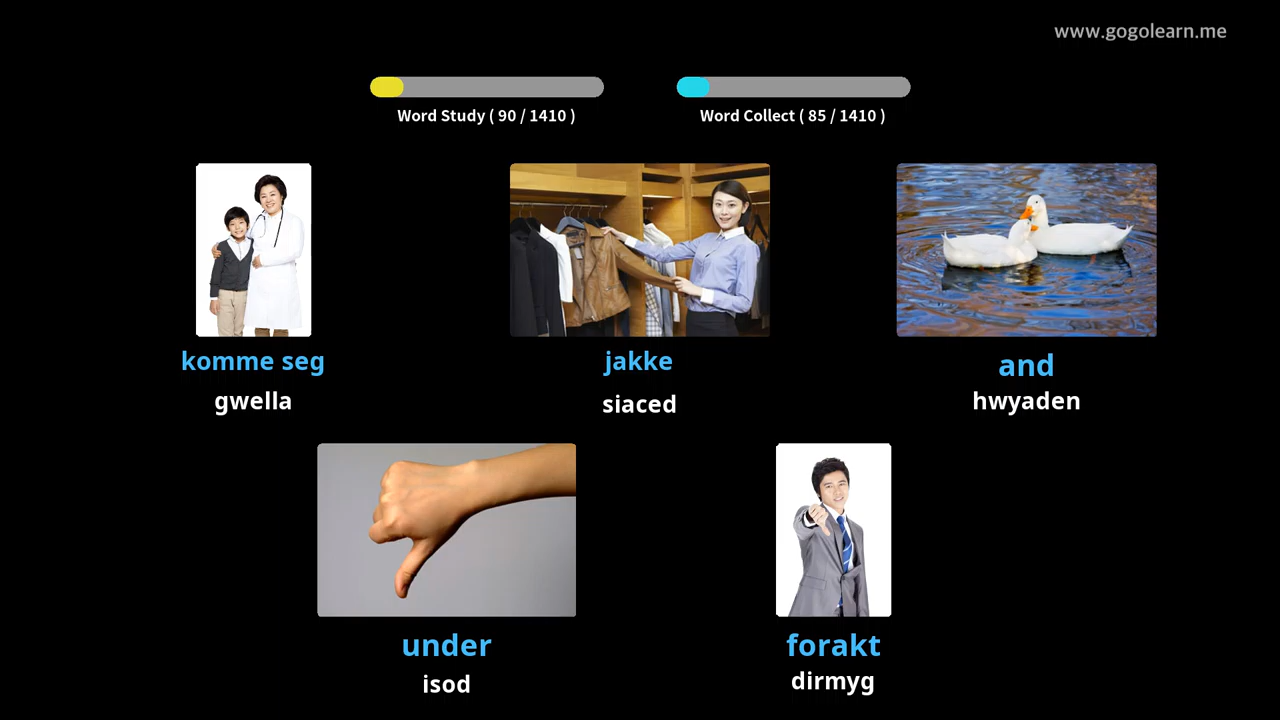 www.gogolearn.me
Word Study ( 90 / 1410 )
Word Collect ( 85 / 1410 )
komme seg
gwella
jakke
siaced
and
hwyaden
under
isod
forakt
dirmyg